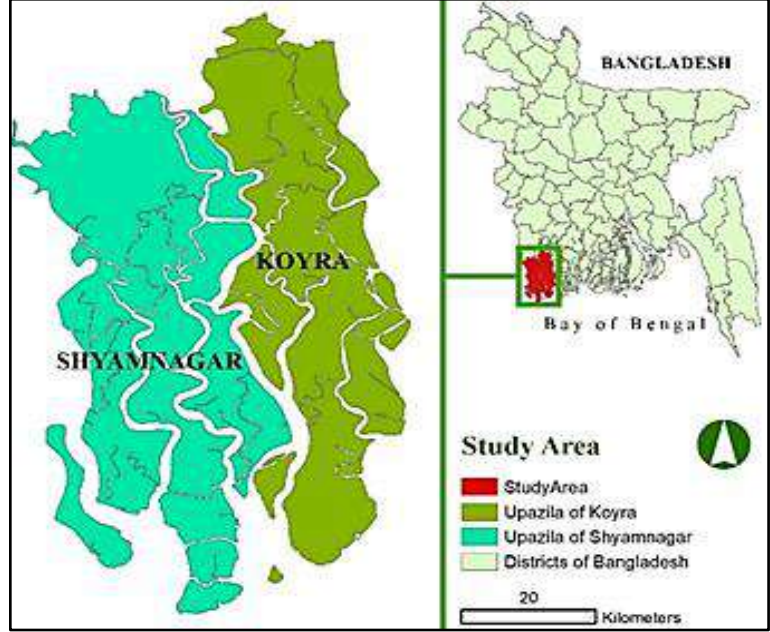 KOYRA
SHYAMNAGAR
BANGLADESH
Bay of Bengal
Study Area
StudyArea
Upazila of Koyra
Upazila of Shyamnagar
Districts of Bangladesh
20
Kilometers